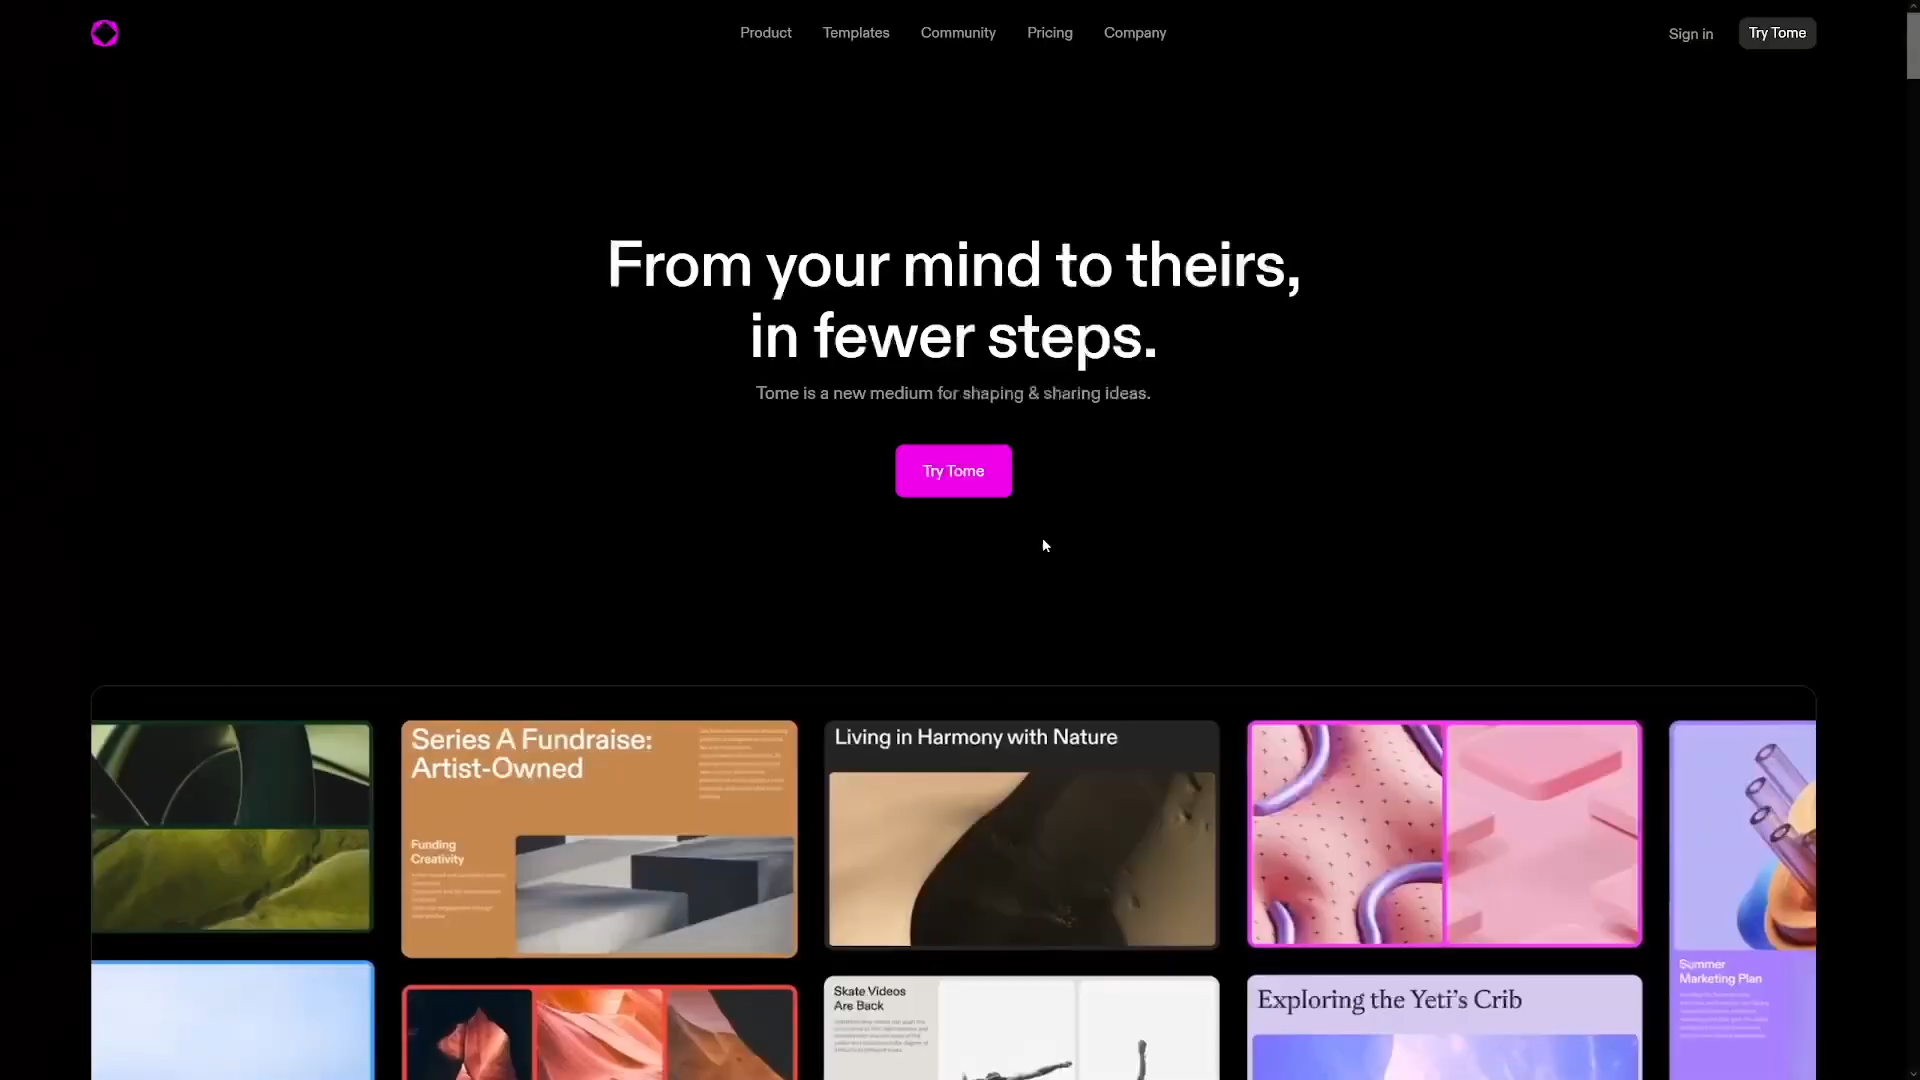 Product
Templates
Community
Pricing
Company
Sign in
Try Tome
From your mind to theirs,
in fewer steps.
Tome is a new medium for shaping & sharing ideas.
Try Tome
Series A Fundraise:
Artist-Owned
Funding
Creativity
Living in Harmony with Nature
Skate Videos
Are Back
Exploring the Yeti's Crib
Summer
Marketing Plan